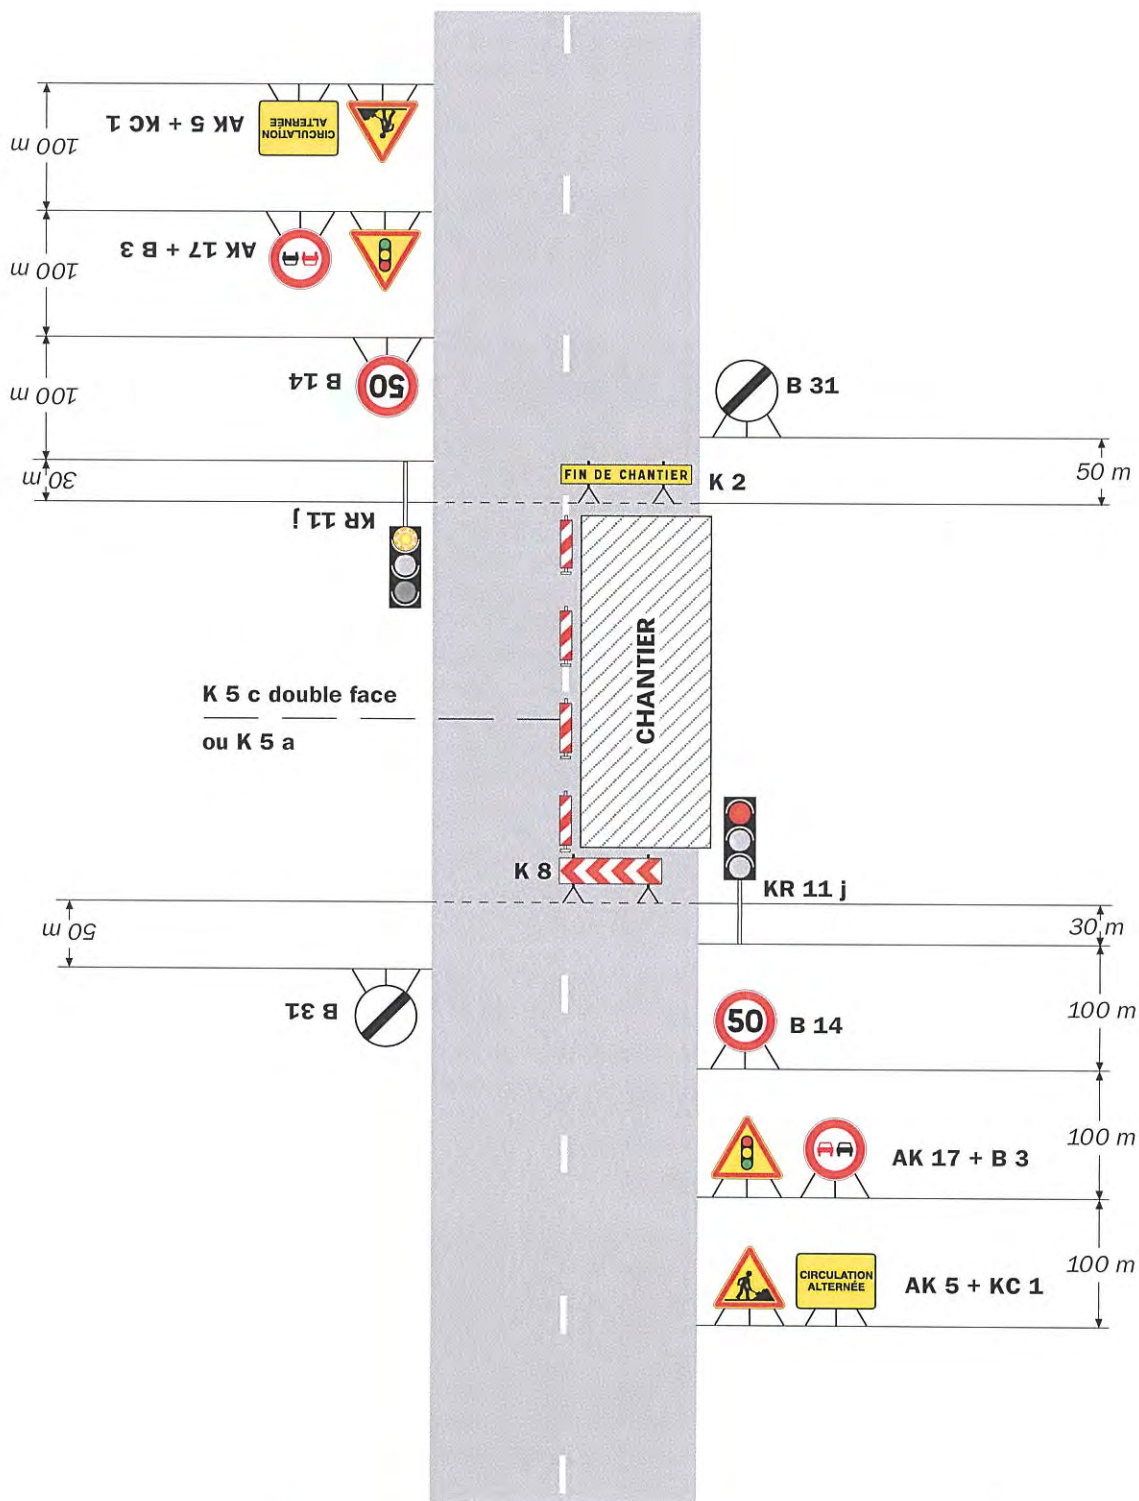 AK 5 + KC 1
CIRCULATION
ALTERNÉE
100 m
AK 17 + B 3
100 m
B 14
50
100 m
B 31
30 m
50 m
FIN DE CHANTIER
K 2
KR 11 j
CHANTIER
K 5 c double face
ou K 5 a
K 8
KR 11 j
50 m
30 m
B 31
50
B 14
100 m
AK 17 + B 3
100 m
CIRCULATION
ALTERNÉE
AK 5 + KC 1
100 m